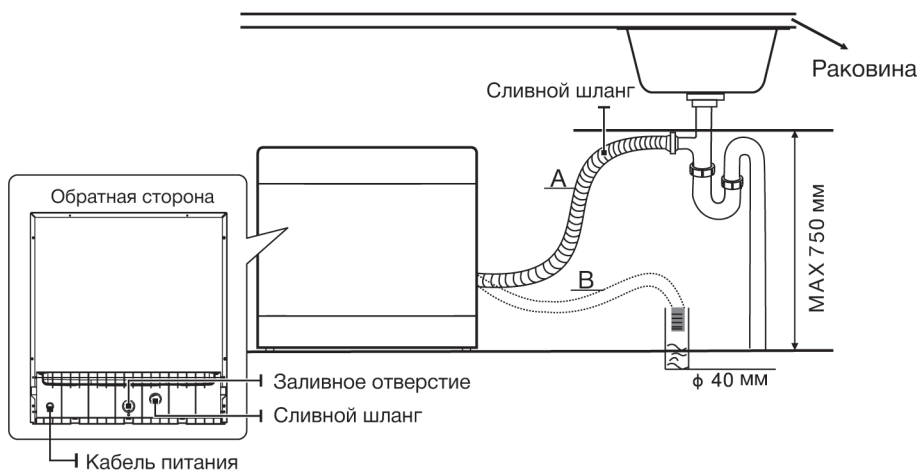 Раковина
Сливной шланг
A
Обратная сторона
B
MAX 750 мм
ф 40 мм
Заливное отверстие
Сливной шланг
Кабель питания